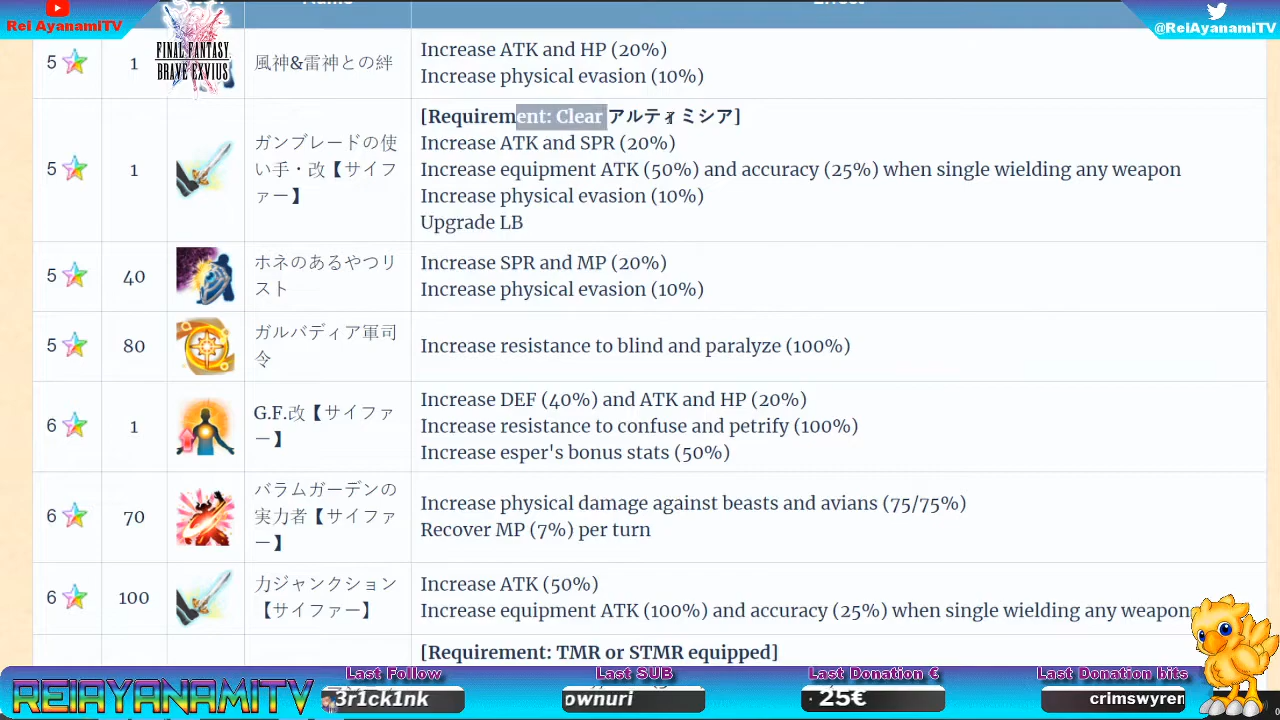 Rei AyanamiTV
@ReiAyanamiTV
FINAL FANTASY
BRAVE EXVIUS
5 1 風神&雷神との絆
Increase ATK and HP (20%)
Increase physical evasion (10%)
5 1
ガンブレードの使
い手・改【サイフ
ァー】
[Requirement: Clear アルティミシア]
Increase ATK and SPR (20%)
Increase equipment ATK (50%) and accuracy (25%) when single wielding any weapon
Increase physical evasion (10%)
Upgrade LB
5 40
ホネのあるやつリ
スト
Increase SPR and MP (20%)
Increase physical evasion (10%)
5 80
ガルバディア軍司
令
Increase resistance to blind and paralyze (100%)
6 1
G.F.改【サイファ
ー】
Increase DEF (40%) and ATK and HP (20%)
Increase resistance to confuse and petrify (100%)
Increase esper's bonus stats (50%)
6 70
バラムガーデンの
実力者【サイファ
ー】
Increase physical damage against beasts and avians (75/75%)
Recover MP (7%) per turn
6 100
力ジャンクション
【サイファー】
Increase ATK (50%)
Increase equipment ATK (100%) and accuracy (25%) when single wielding any weapon
[Requirement: TMR or STMR equipped]
REIAYANAMITV
Last Follow
3r1ck1nk
Last SUB
ownuri
Last Donation €
25€
Last Donation bits
crimswyren